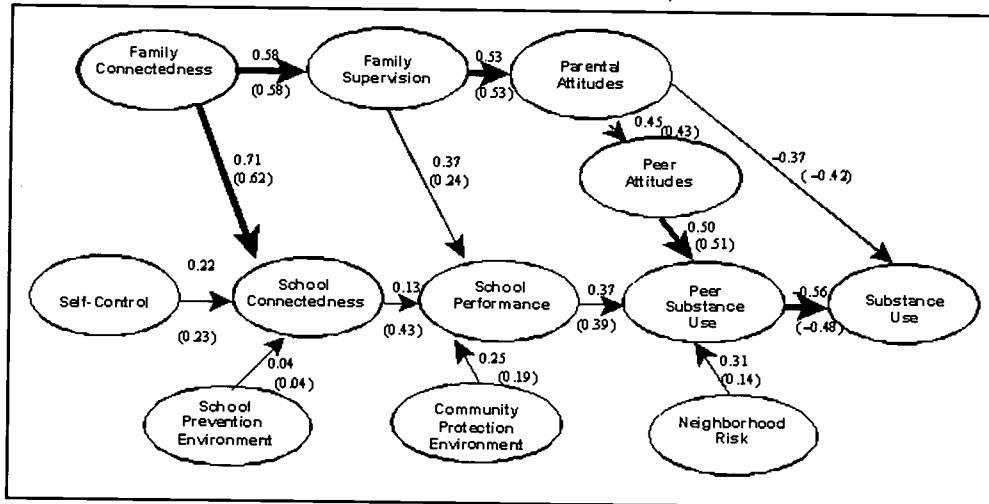 Family
Connectedness
0.58
(0.58)
Family
Supervision
0.53
(0.53)
Parental
Attitudes
0.45
(0.43)
Peer
Attitudes
-0.37
(-0.42)
0.71
(0.62)
0.37
(0.24)
0.50
(0.51)
Self-Control
0.22
(0.23)
School
Connectedness
0.13
(0.43)
School
Performance
0.37
(0.39)
Peer
Substance
Use
-0.56
(-0.48)
Substance
Use
0.04
(0.04)
0.25
(0.19)
0.31
(0.14)
School
Prevention
Environment
Community
Protection
Environment
Neighborhood
Risk